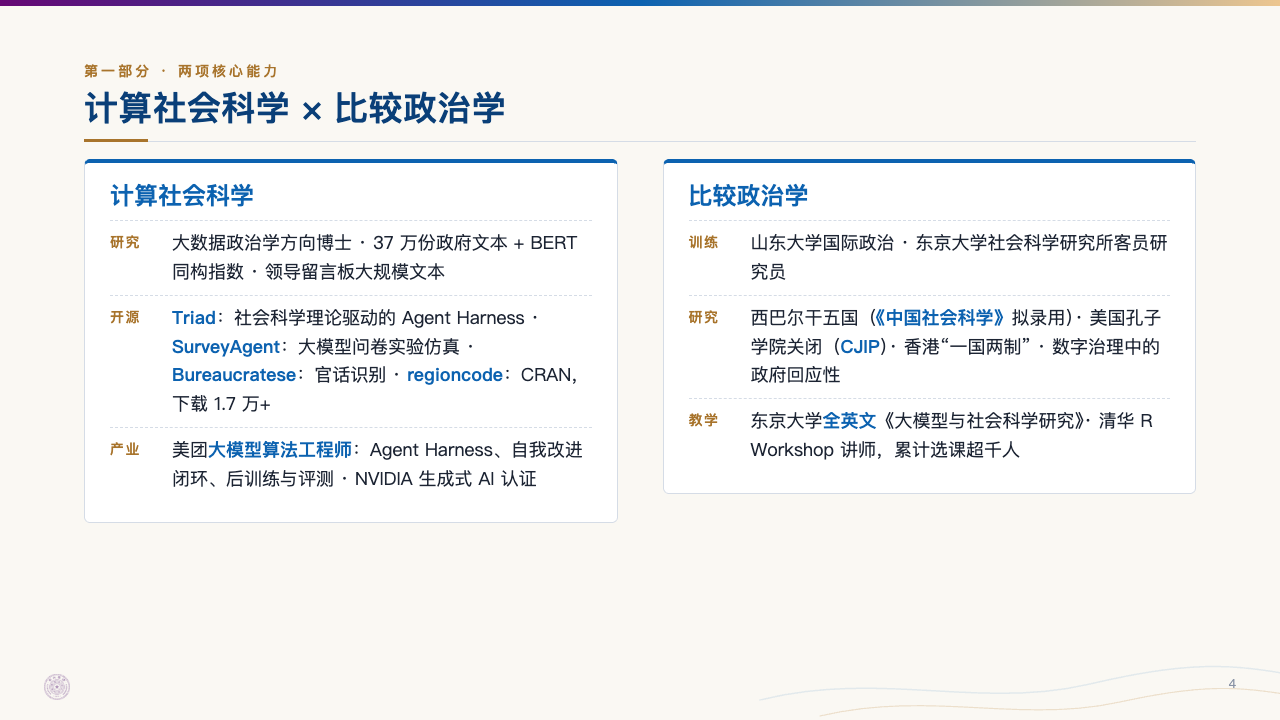 第一部分 · 两项核心能力
计算社会科学 × 比较政治学
计算社会科学
研究
大数据政治学方向博士 · 37 万份政府文本 + BERT
同构指数 · 领导留言板大规模文本
开源
Triad：社会科学理论驱动的 Agent Harness ·
SurveyAgent：大模型问卷实验仿真 ·
Bureaucratese：官话识别 · regioncode：CRAN，
下载 1.7 万+
产业
美团大模型算法工程师：Agent Harness、自我改进
闭环、后训练与评测 · NVIDIA 生成式 AI 认证
比较政治学
训练
山东大学国际政治 · 东京大学社会科学研究所客员研
究员
研究
西巴尔干五国（《中国社会科学》拟录用）· 美国孔子
学院关闭（CJIP）· 香港“一国两制” · 数字治理中的
政府回应性
教学
东京大学全英文《大模型与社会科学研究》· 清华 R
Workshop 讲师，累计选课超千人
4